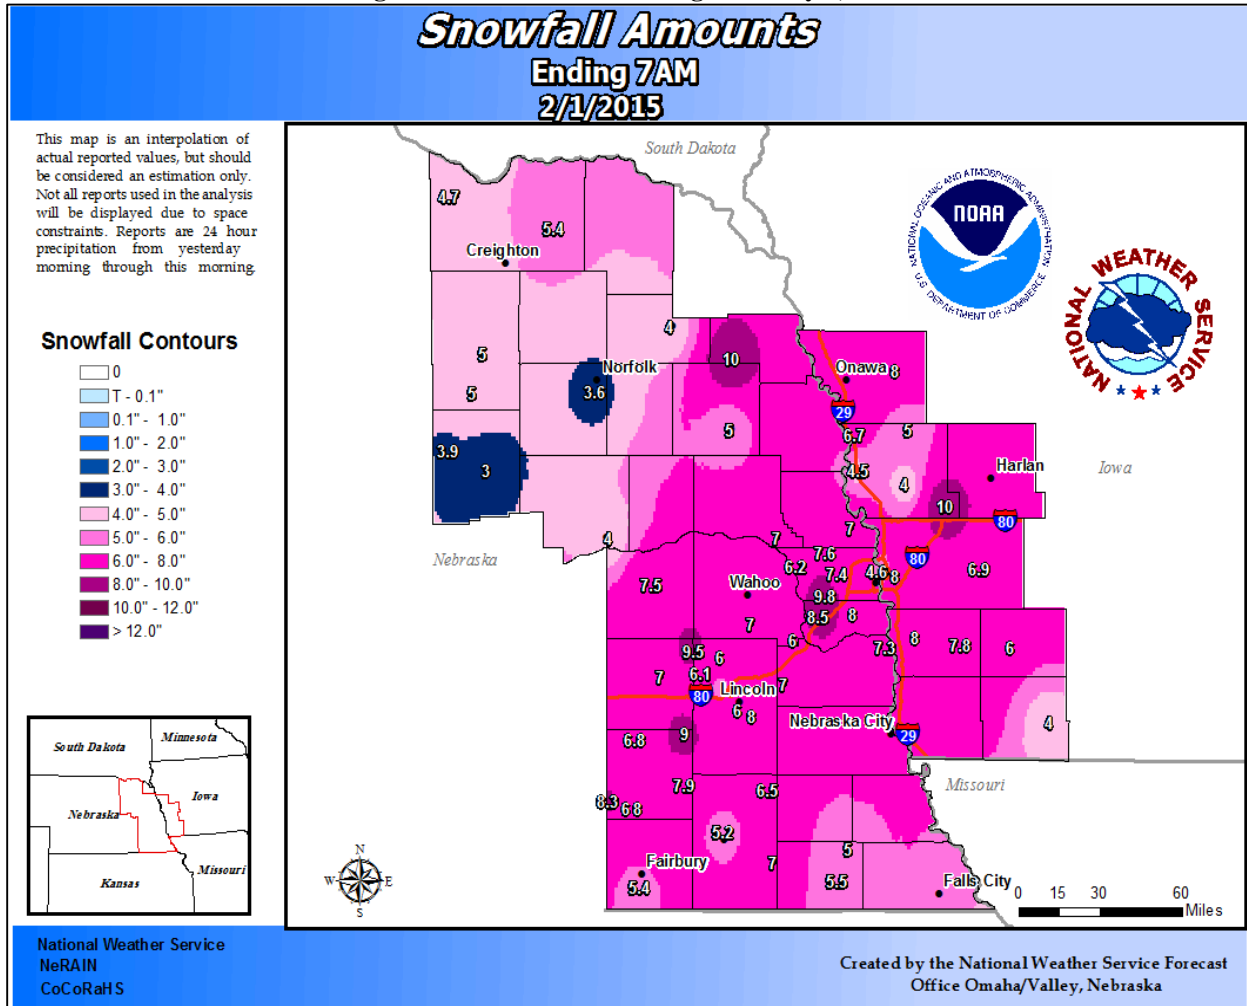 Snowfall Amounts
Ending 7AM
2/1/2015
This map is an interpolation of
actual reported values, but should
be considered an estimation only.
Not all reports used in the analysis
will be displayed due to space
constraints. Reports are 24 hour
precipitation from yesterday
morning through this morning.
Snowfall Contours
0
T - 0.1"
0.1" - 1.0"
1.0" - 2.0"
2.0" - 3.0"
3.0" - 4.0"
4.0" - 5.0"
5.0" - 6.0"
6.0" - 8.0"
8.0" - 10.0"
10.0" - 12.0"
> 12.0"
South Dakota
Minnesota
Iowa
Nebraska
Missouri
Kansas
South Dakota
4.7
5.4
Creighton
4
5
10
Norfolk
Onawa
8
5
3.6
29
5
6.7
5
3.9
3
4.5
4
Harlan
Iowa
10
80
7
4
7
Nebraska
7.6
80
6.2
7.4
4.6
8
6.9
7.5
Wahoo
9.8
8.5
8
7
6
7.3
8
7.8
6
9.5
6
7
6.1
80
Lincoln
7
6
8
Nebraska City
4
9
6.8
29
7.9
6.5
Missouri
8.3
6.8
5.2
5
Fairbury
7
5.4
5.5
Falls City
N
W
E
S
0
15
30
60
Miles
NATIONAL OCEANIC AND ATMOSPHERIC ADMINISTRATION
NOAA
U.S. DEPARTMENT OF COMMERCE
NATIONAL WEATHER SERVICE
National Weather Service
NeRAIN
CoCoRaHS
Created by the National Weather Service Forecast
Office Omaha/Valley, Nebraska